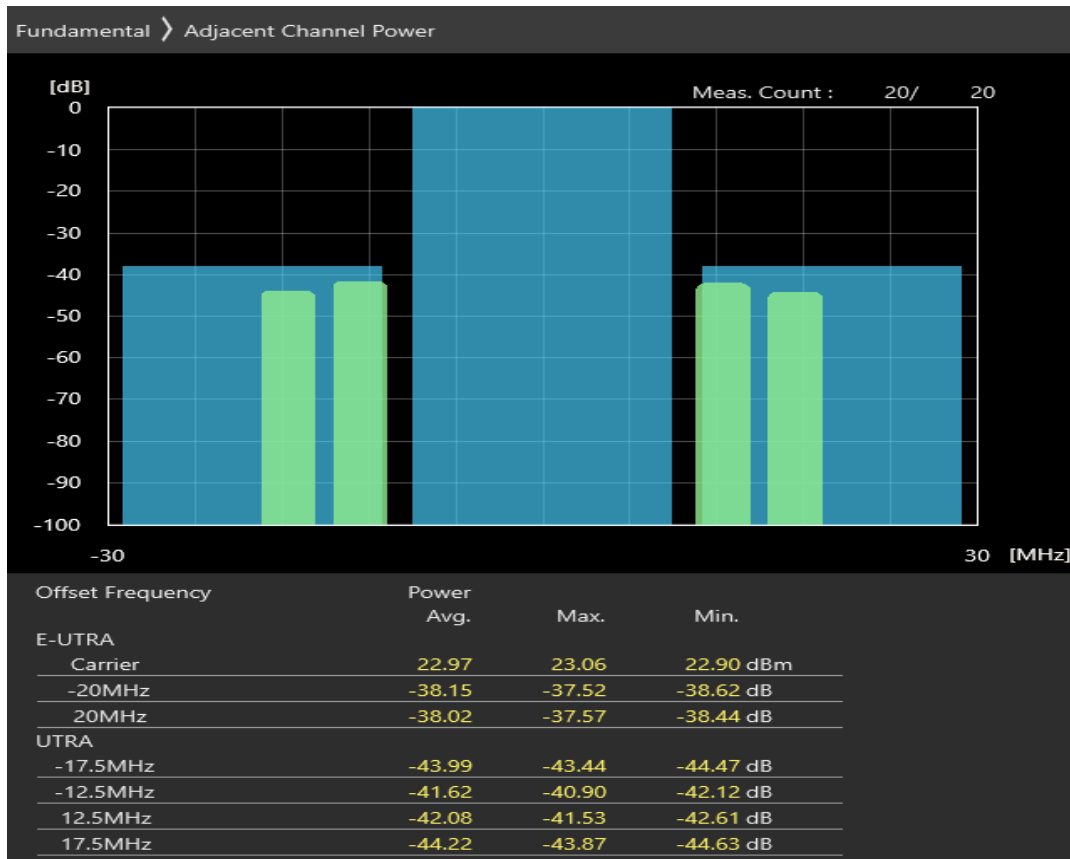 Fundamental 〉 Adjacent Channel Power
[dB]
Meas. Count : 20/ 20
0
-10
-20
-30
-40
-50
-60
-70
-80
-90
-100
-30 30 [MHz]
Offset Frequency Power
Avg. Max. Min.
E-UTRA
Carrier 22.97 23.06 22.90 dBm
-20MHz -38.15 -37.52 -38.62 dB
20MHz -38.02 -37.57 -38.44 dB
UTRA
-17.5MHz -43.99 -43.44 -44.47 dB
-12.5MHz -41.62 -40.90 -42.12 dB
12.5MHz -42.08 -41.53 -42.61 dB
17.5MHz -44.22 -43.87 -44.63 dB